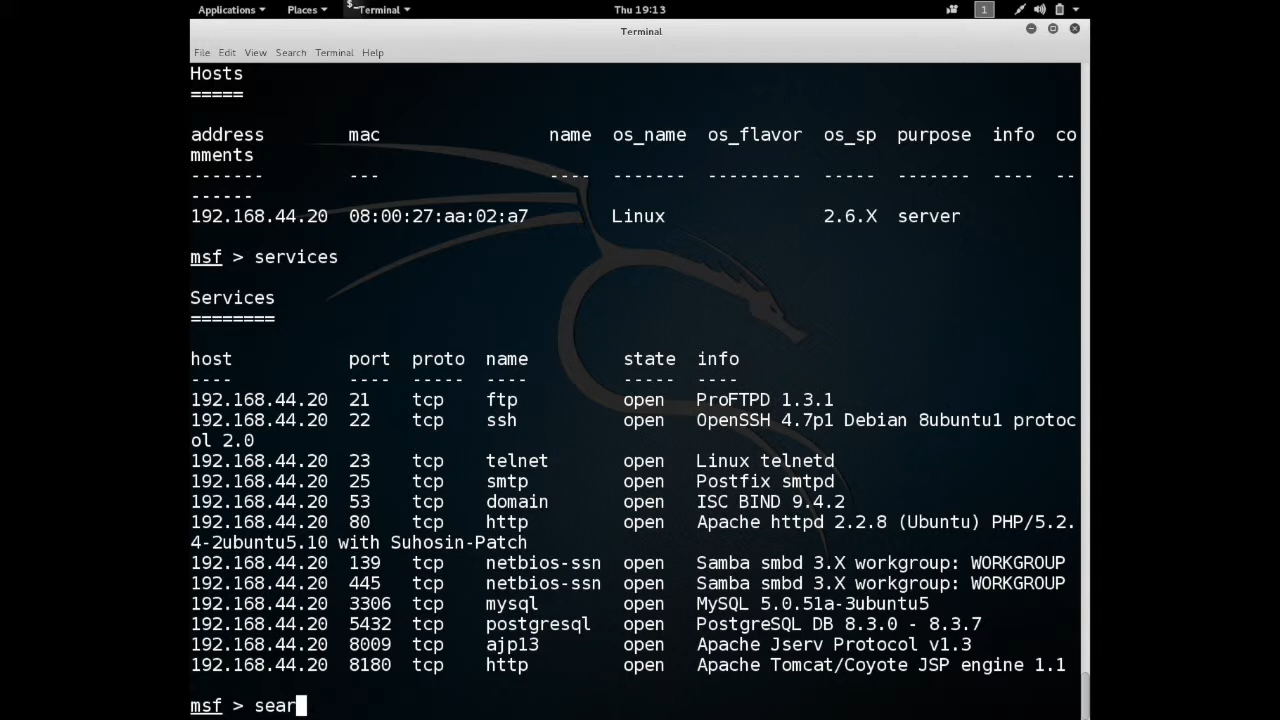 Applications Places Terminal Thu 19:13 1
Terminal
File Edit View Search Terminal Help
Hosts
=====
address mac name os_name os_flavor os_sp purpose info co
mments
------- --- ---- ------- --------- ----- ------- ---- --
------
192.168.44.20 08:00:27:aa:02:a7 Linux 2.6.X server
msf > services
Services
========
host port proto name state info
---- ---- ----- ---- ----- ----
192.168.44.20 21 tcp ftp open ProFTPD 1.3.1
192.168.44.20 22 tcp ssh open OpenSSH 4.7p1 Debian 8ubuntu1 protoc
ol 2.0
192.168.44.20 23 tcp telnet open Linux telnetd
192.168.44.20 25 tcp smtp open Postfix smtpd
192.168.44.20 53 tcp domain open ISC BIND 9.4.2
192.168.44.20 80 tcp http open Apache httpd 2.2.8 (Ubuntu) PHP/5.2.
4-2ubuntu5.10 with Suhosin-Patch
192.168.44.20 139 tcp netbios-ssn open Samba smbd 3.X workgroup: WORKGROUP
192.168.44.20 445 tcp netbios-ssn open Samba smbd 3.X workgroup: WORKGROUP
192.168.44.20 3306 tcp mysql open MySQL 5.0.51a-3ubuntu5
192.168.44.20 5432 tcp postgresql open PostgreSQL DB 8.3.0 - 8.3.7
192.168.44.20 8009 tcp ajp13 open Apache Jserv Protocol v1.3
192.168.44.20 8180 tcp http open Apache Tomcat/Coyote JSP engine 1.1
msf > sear